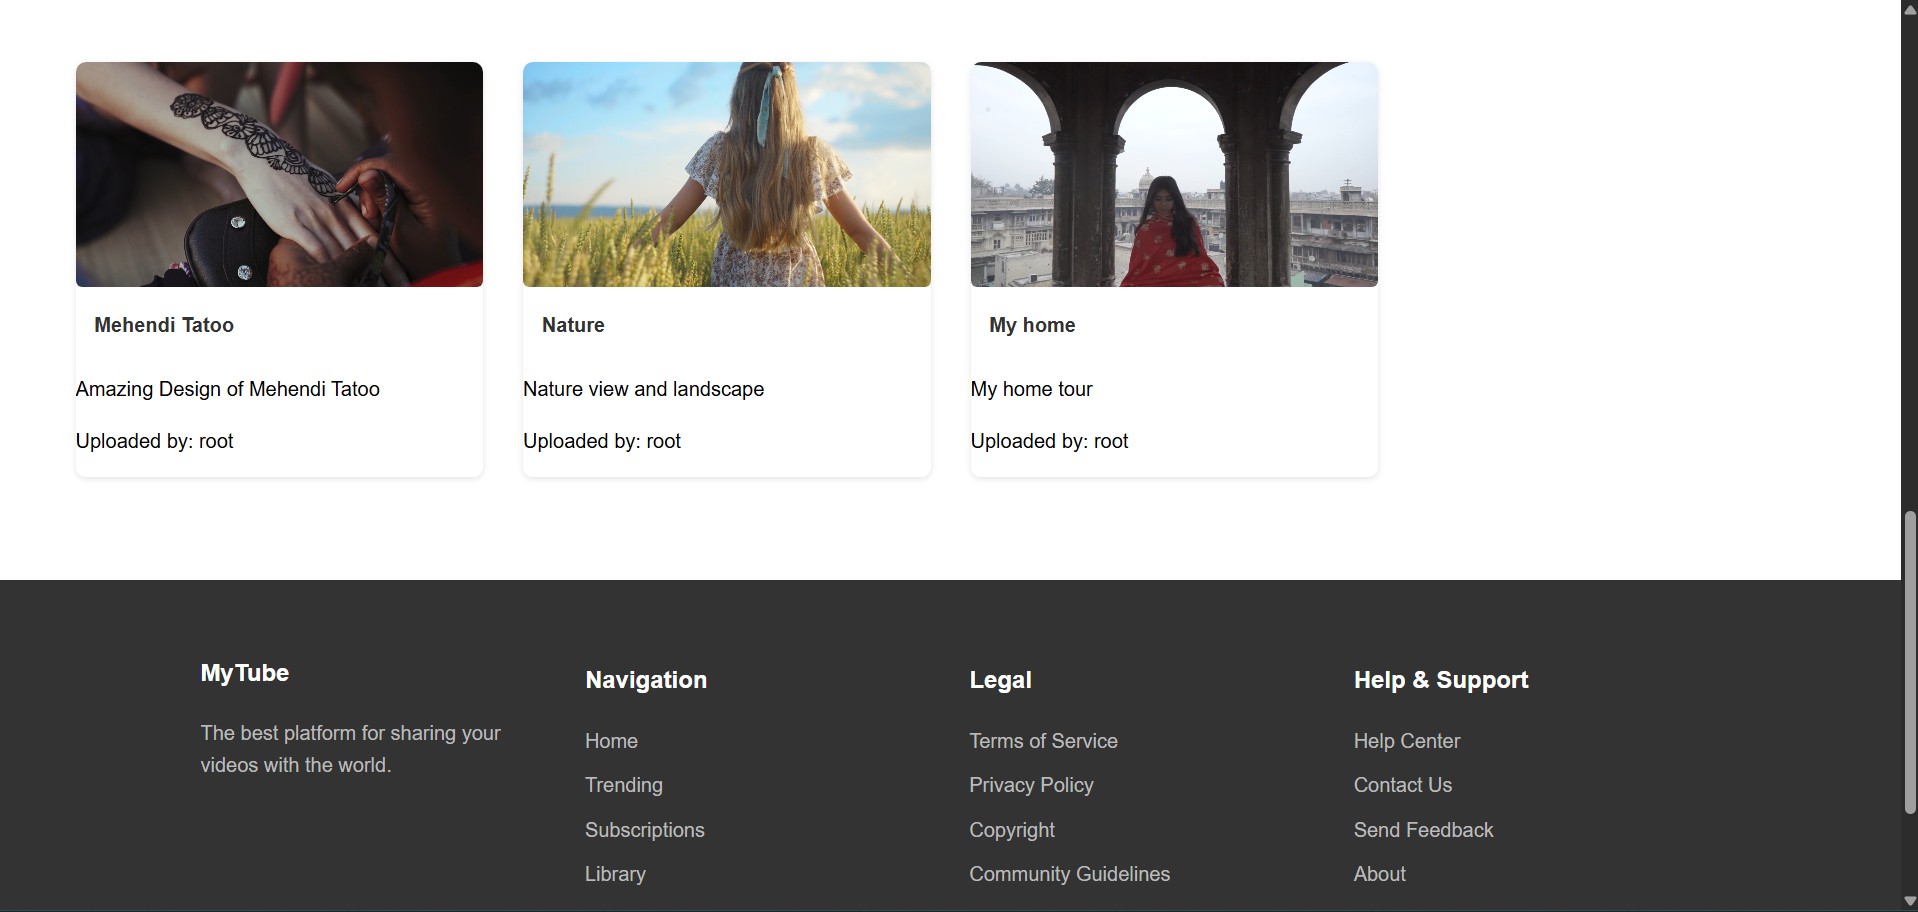 Mehendi Tatoo
Amazing Design of Mehendi Tatoo
Uploaded by: root
Nature
Nature view and landscape
Uploaded by: root
My home
My home tour
Uploaded by: root
MyTube
The best platform for sharing your
videos with the world.
Navigation
Home
Trending
Subscriptions
Library
Legal
Terms of Service
Privacy Policy
Copyright
Community Guidelines
Help & Support
Help Center
Contact Us
Send Feedback
About